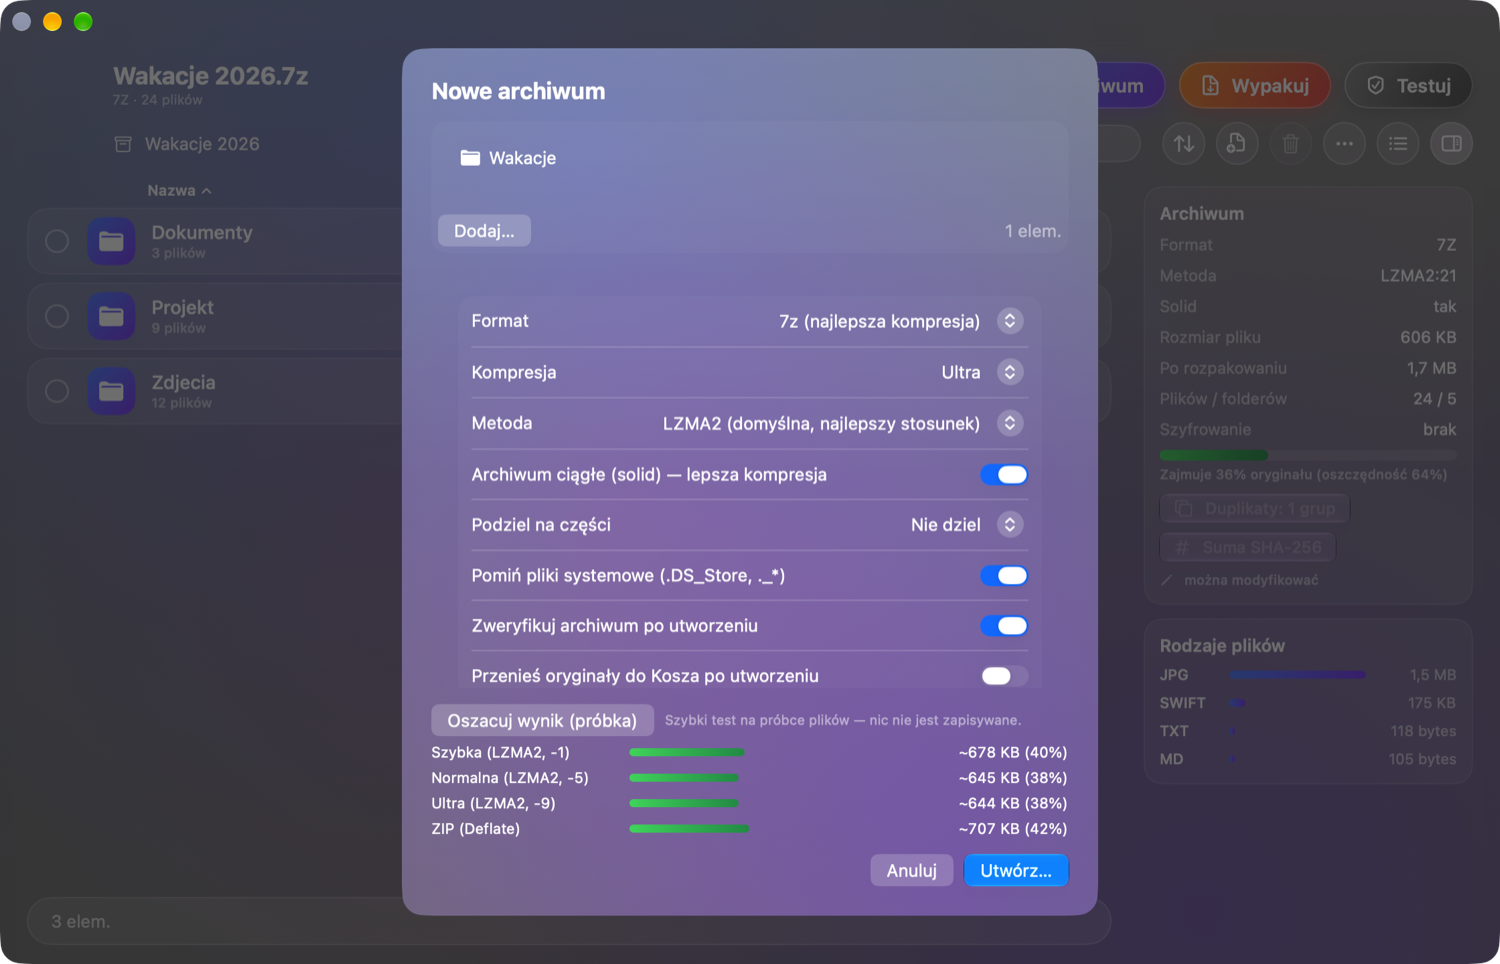 Wakacje 2026.7z
7Z · 24 plików
Wakacje 2026
Nazwa
Dokumenty
3 plików
Projekt
9 plików
Zdjecia
12 plików
3 elem.
Nowe archiwum
Wakacje
Dodaj...
1 elem.
Format 7z (najlepsza kompresja)
Kompresja Ultra
Metoda LZMA2 (domyślna, najlepszy stosunek)
Archiwum ciągłe (solid) — lepsza kompresja
Podziel na części Nie dziel
Pomiń pliki systemowe (.DS_Store, ._*)
Zweryfikuj archiwum po utworzeniu
Przenieś oryginały do Kosza po utworzeniu
Oszacuj wynik (próbka) Szybki test na próbce plików — nic nie jest zapisywane.
Szybka (LZMA2, -1) ~678 KB (40%)
Normalna (LZMA2, -5) ~645 KB (38%)
Ultra (LZMA2, -9) ~644 KB (38%)
ZIP (Deflate) ~707 KB (42%)
Anuluj Utwórz...
Wypakuj Testuj
Archiwum
Format 7Z
Metoda LZMA2:21
Solid tak
Rozmiar pliku 606 KB
Po rozpakowaniu 1,7 MB
Plików / folderów 24 / 5
Szyfrowanie brak
Zajmuje 36% oryginału (oszczędność 64%)
Duplikaty: 1 grup
# Suma SHA-256
można modyfikować
Rodzaje plików
JPG 1,5 MB
SWIFT 175 KB
TXT 118 bytes
MD 105 bytes